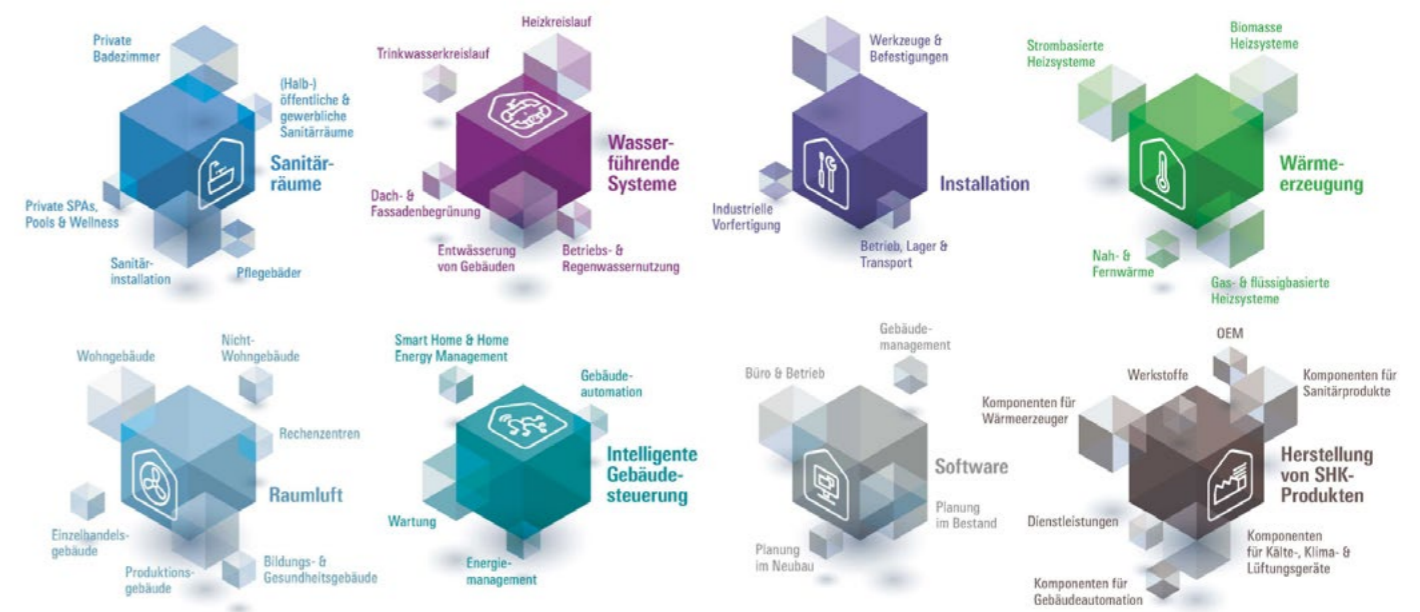 Private
Badezimmer
(Halb-)
öffentliche &
gewerbliche
Sanitärräume
Sanitär-
räume
Private SPAs,
Pools & Wellness
Sanitär-
installation
Pflegebäder
Heizkreislauf
Trinkwasserkreislauf
Wasser-
führende
Systeme
Dach- &
Fassadenbegrünung
Entwässerung
von Gebäuden
Betriebs- &
Regenwassernutzung
Werkzeuge &
Befestigungen
Installation
Industrielle
Vorfertigung
Betrieb, Lager &
Transport
Biomasse
Heizsysteme
Strombasierte
Heizsysteme
Wärme-
erzeugung
Nah- &
Fernwärme
Gas- & flüssigbasierte
Heizsysteme
Nicht-
Wohngebäude
Wohngebäude
Rechenzentren
Raumluft
Einzelhandels-
gebäude
Produktions-
gebäude
Bildungs- &
Gesundheitsgebäude
Smart Home & Home
Energy Management
Gebäude-
automation
Intelligente
Gebäude-
steuerung
Wartung
Energie-
management
Gebäude-
management
Büro & Betrieb
Software
Planung
im Bestand
Planung
im Neubau
OEM
Werkstoffe
Komponenten für
Sanitärprodukte
Komponenten für
Wärmeerzeuger
Herstellung
von SHK-
Produkten
Dienstleistungen
Komponenten
für Kälte-, Klima- &
Lüftungsgeräte
Komponenten für
Gebäudeautomation